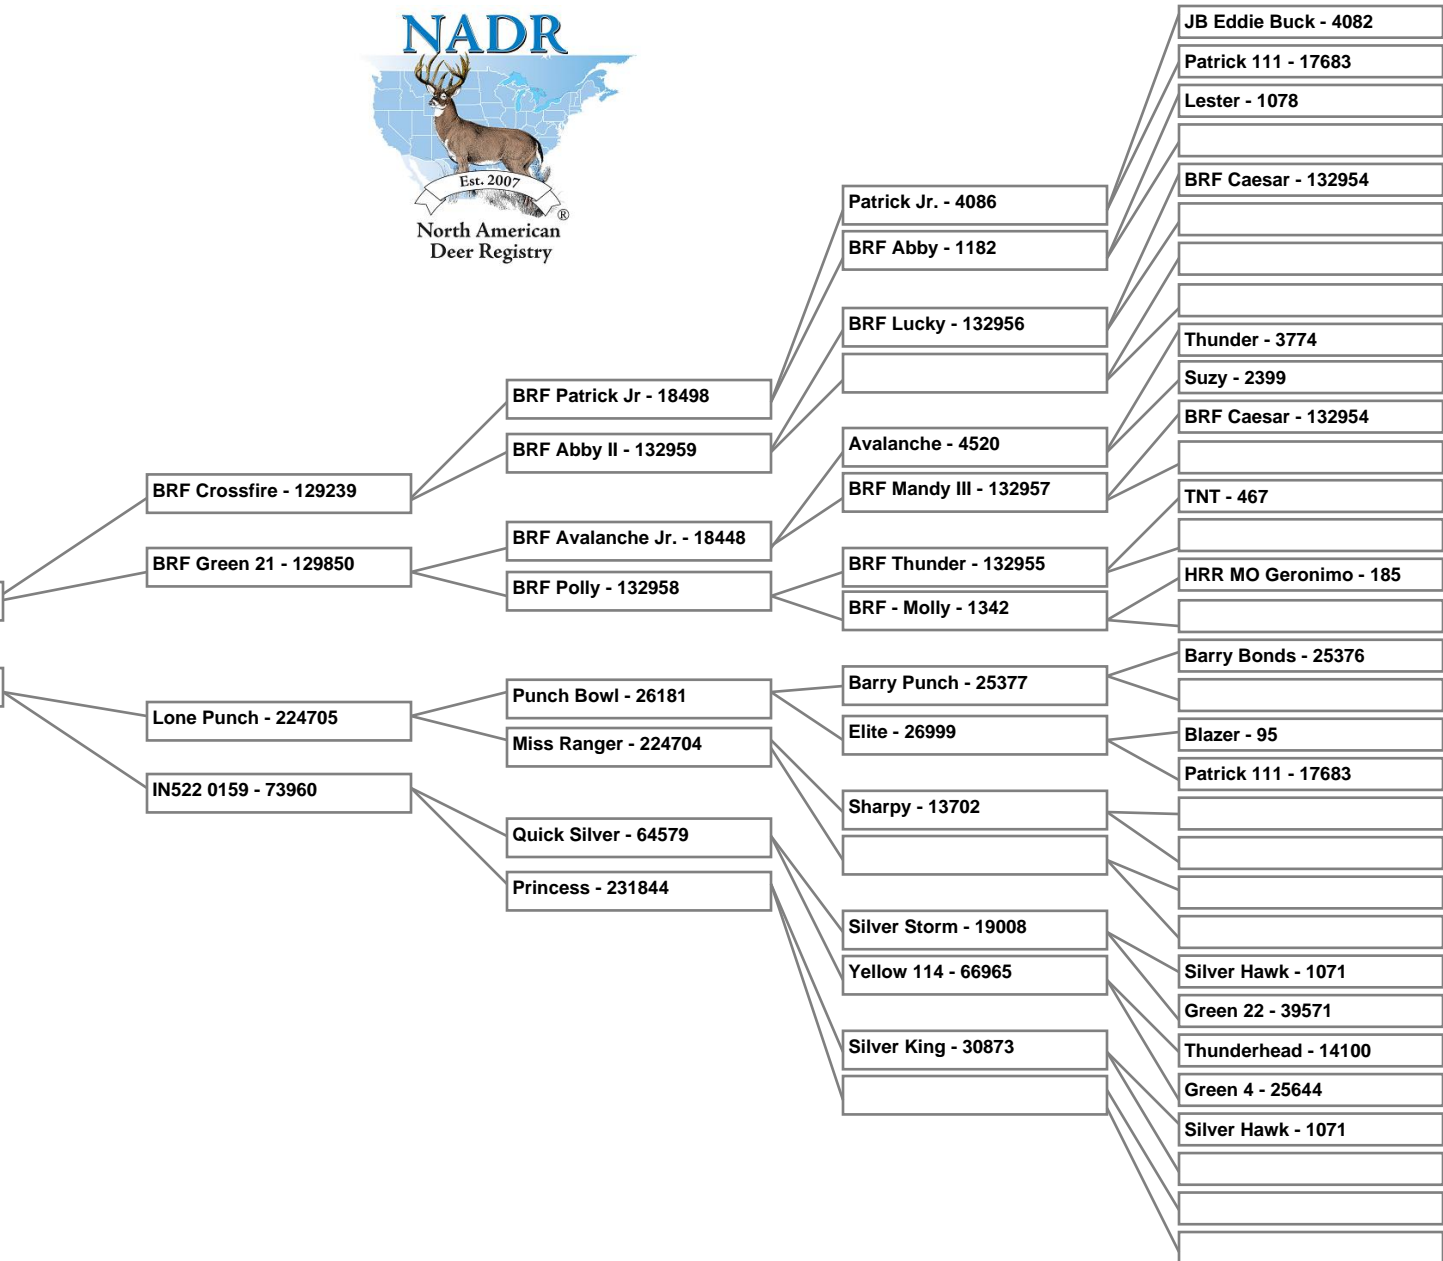 NADR
Est. 2007
®
North American
Deer Registry
BRF Crossfire - 129239
BRF Green 21 - 129850
Lone Punch - 224705
IN522 0159 - 73960
BRF Patrick Jr - 18498
BRF Abby II - 132959
BRF Avalanche Jr. - 18448
BRF Polly - 132958
Punch Bowl - 26181
Miss Ranger - 224704
Quick Silver - 64579
Princess - 231844
Patrick Jr. - 4086
BRF Abby - 1182
BRF Lucky - 132956
Avalanche - 4520
BRF Mandy III - 132957
BRF Thunder - 132955
BRF - Molly - 1342
Barry Punch - 25377
Elite - 26999
Sharpy - 13702
Silver Storm - 19008
Yellow 114 - 66965
Silver King - 30873
JB Eddie Buck - 4082
Patrick 111 - 17683
Lester - 1078
BRF Caesar - 132954
Thunder - 3774
Suzy - 2399
BRF Caesar - 132954
TNT - 467
HRR MO Geronimo - 185
Barry Bonds - 25376
Blazer - 95
Patrick 111 - 17683
Silver Hawk - 1071
Green 22 - 39571
Thunderhead - 14100
Green 4 - 25644
Silver Hawk - 1071